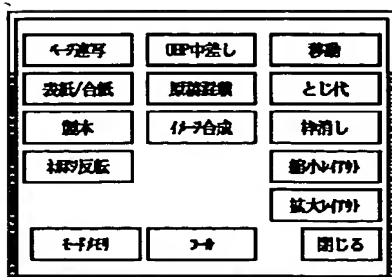 ページ連写 OHP中差し 移動
表紙/合紙 原稿混載 とじ代
製本 イメージ合成 枠消し
ネガポジ反転 縮小レイアウト
拡大レイアウト
モードメモリ 閉じる